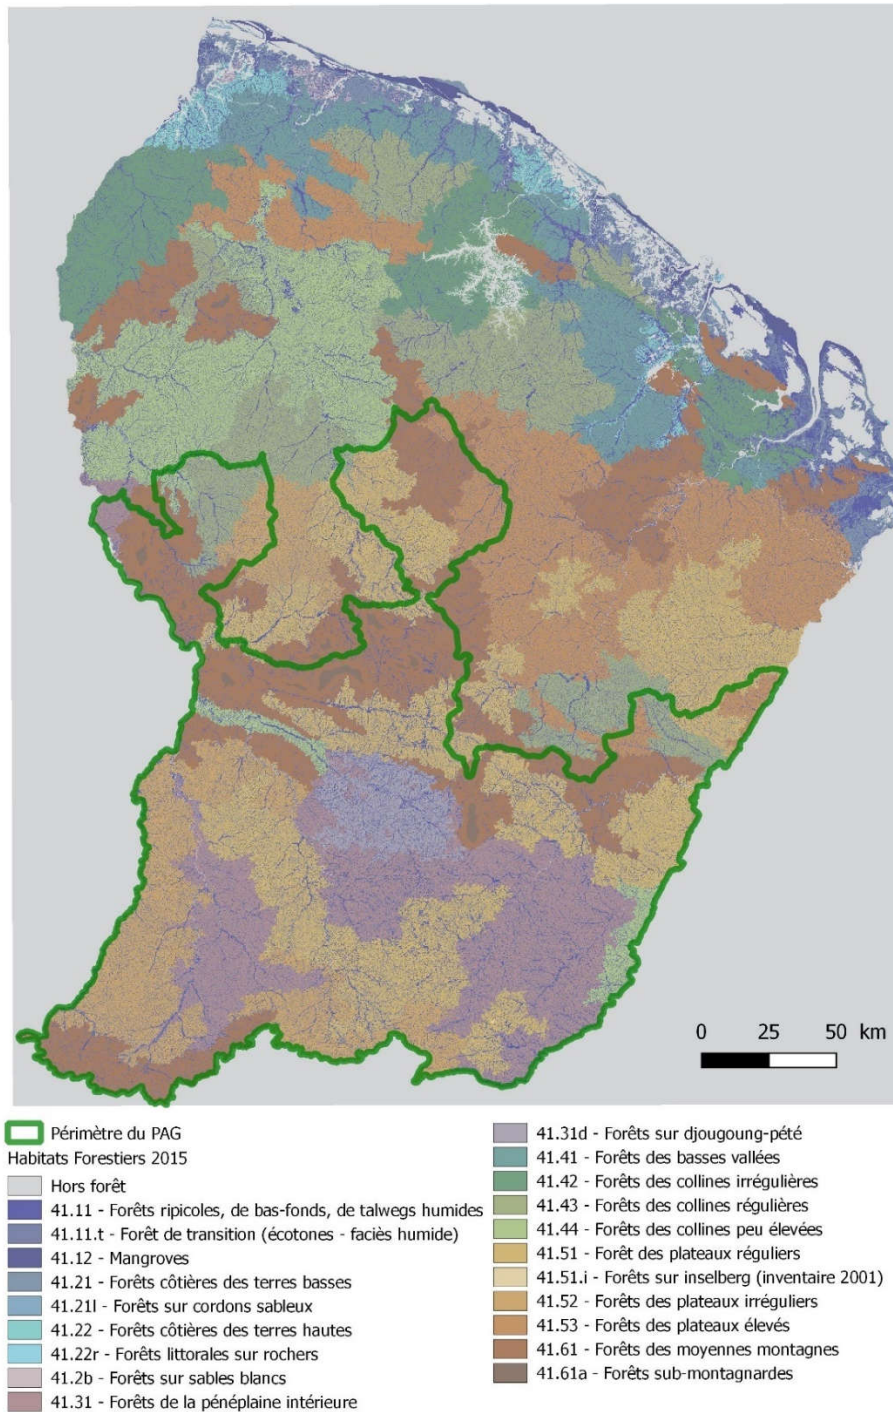 0 25 50 km
Périmètre du PAG
Habitats Forestiers 2015
Hors forêt
41.11 - Forêts ripicoles, de bas-fonds, de talwegs humides
41.11.t - Forêt de transition (écotones - faciès humide)
41.12 - Mangroves
41.21 - Forêts côtières des terres basses
41.21l - Forêts sur cordons sableux
41.22 - Forêts côtières des terres hautes
41.22r - Forêts littorales sur rochers
41.2b - Forêts sur sables blancs
41.31 - Forêts de la pénéplaine intérieure
41.31d - Forêts sur djougoung-pété
41.41 - Forêts des basses vallées
41.42 - Forêts des collines irrégulières
41.43 - Forêts des collines régulières
41.44 - Forêts des collines peu élevées
41.51 - Forêt des plateaux réguliers
41.51.i - Forêts sur inselberg (inventaire 2001)
41.52 - Forêts des plateaux irréguliers
41.53 - Forêts des plateaux élevés
41.61 - Forêts des moyennes montagnes
41.61a - Forêts sub-montagnardes